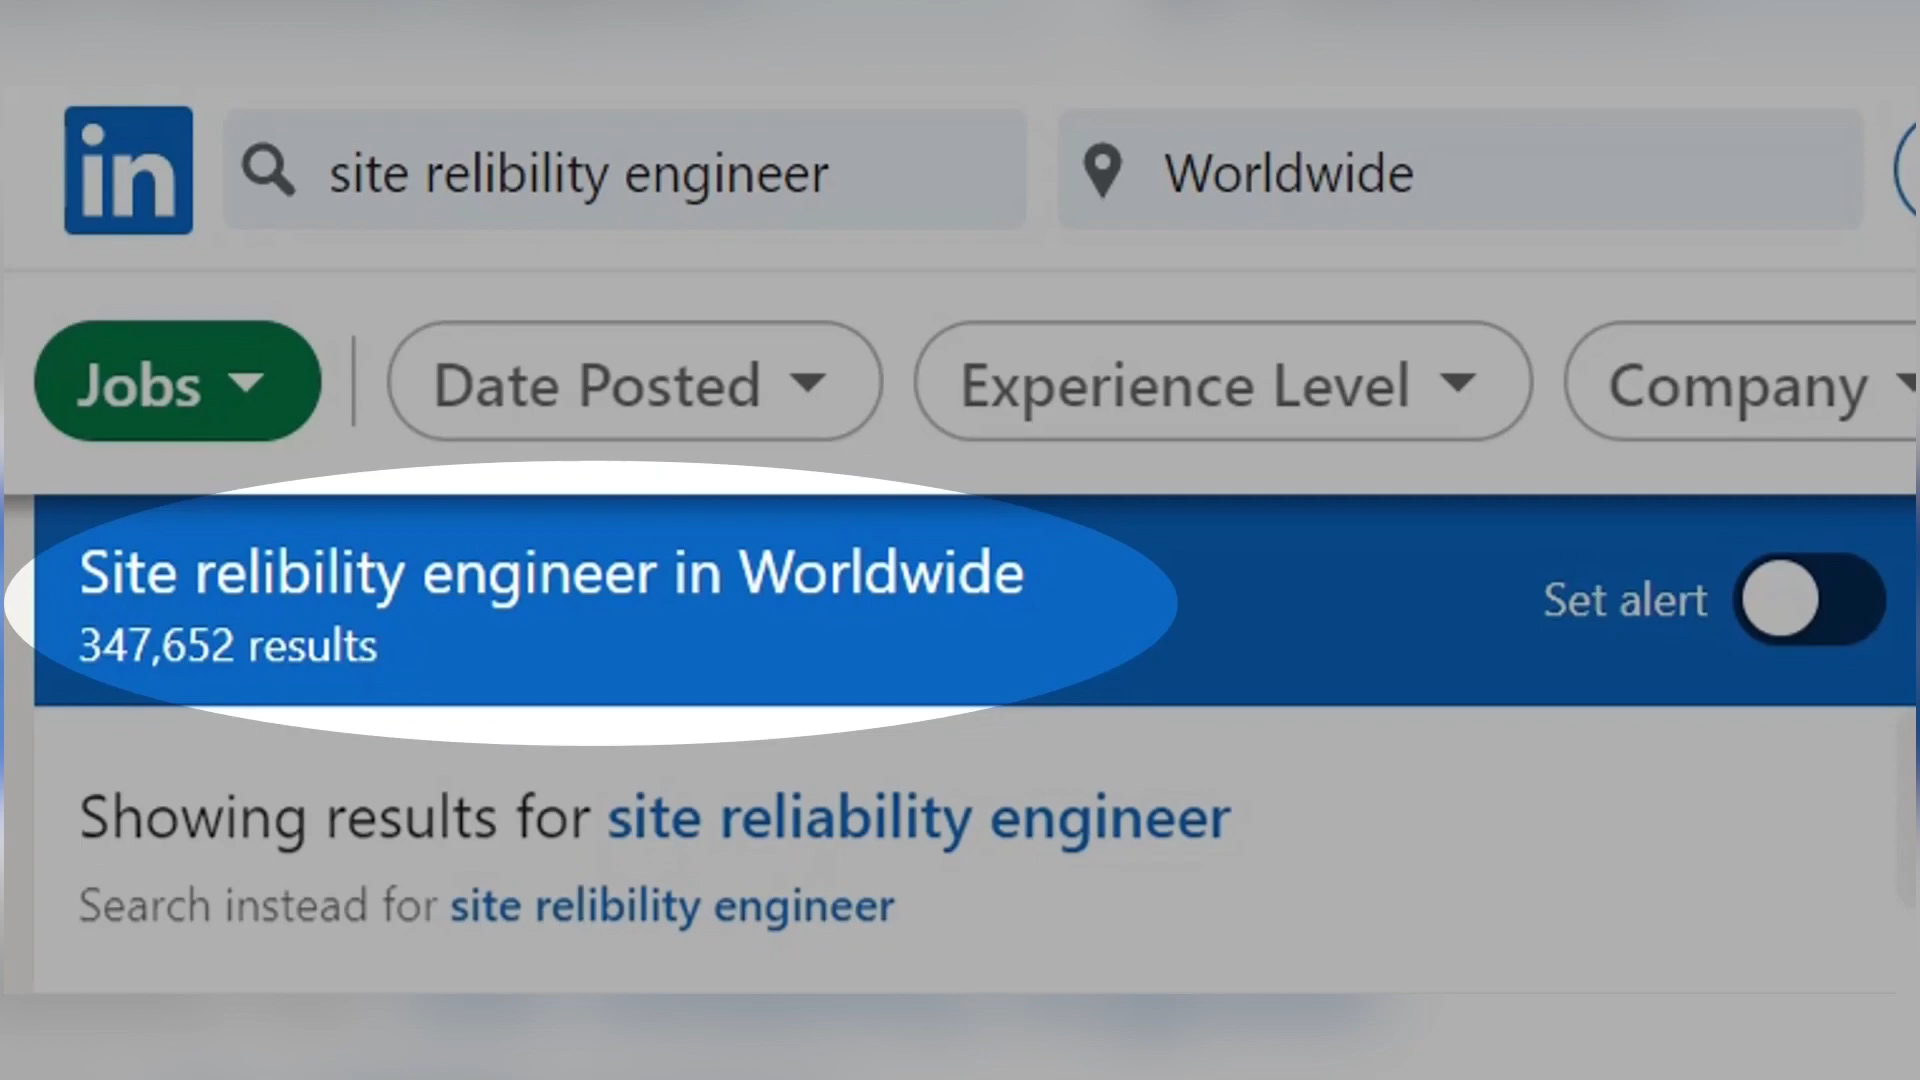 in
site relibility engineer
Worldwide
Jobs
Date Posted
Experience Level
Company
Site relibility engineer in Worldwide
347,652 results
Set alert
Showing results for site reliability engineer
Search instead for site relibility engineer